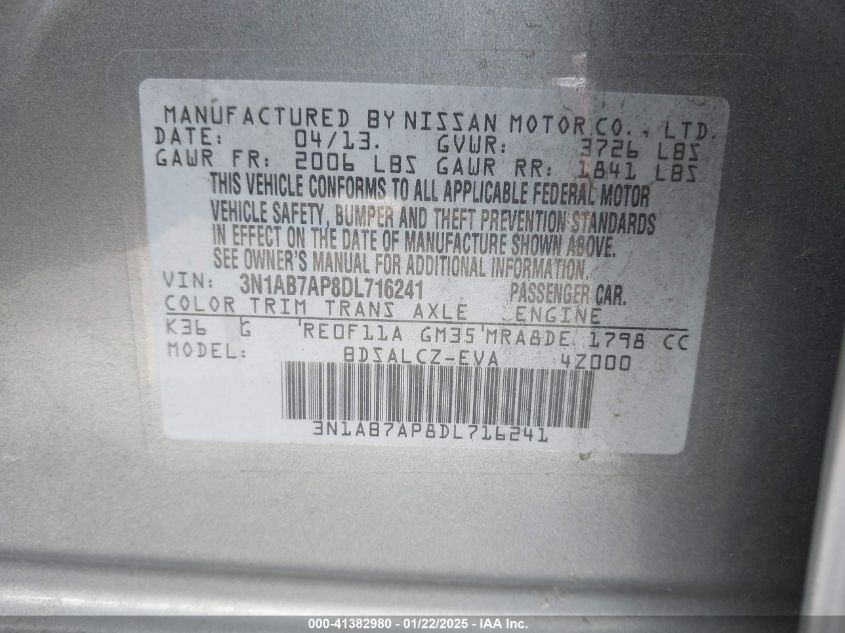 MANUFACTURED BY NISSAN MOTOR CO., LTD.
DATE: 04/13. GVWR: 3726 LBS
GAWR FR: 2006 LBS GAWR RR: 1841 LBS
THIS VEHICLE CONFORMS TO ALL APPLICABLE FEDERAL MOTOR
VEHICLE SAFETY, BUMPER AND THEFT PREVENTION STANDARDS
IN EFFECT ON THE DATE OF MANUFACTURE SHOWN ABOVE.
SEE OWNER'S MANUAL FOR ADDITIONAL INFORMATION.
VIN: 3N1AB7AP8DL716241 PASSENGER CAR.
COLOR TRIM TRANS AXLE ENGINE
K36 G RE0F11A GM35 MRA8DE 1798 CC
MODEL: BDSALCZ-EVA 4Z000
3N1AB7AP8DL716241
000-41382980 - 01/22/2025 - IAA Inc.